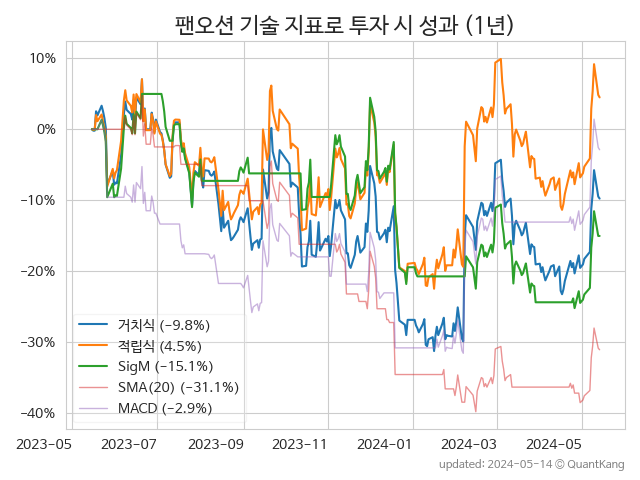 팬오션 기술 지표로 투자 시 성과 (1년)
10%
0%
−10%
−20%
−30%
−40%
거치식 (−9.8%)
적립식 (4.5%)
SigM (−15.1%)
SMA(20) (−31.1%)
MACD (−2.9%)
2023-05 2023-07 2023-09 2023-11 2024-01 2024-03 2024-05
updated: 2024-05-14 © QuantKang